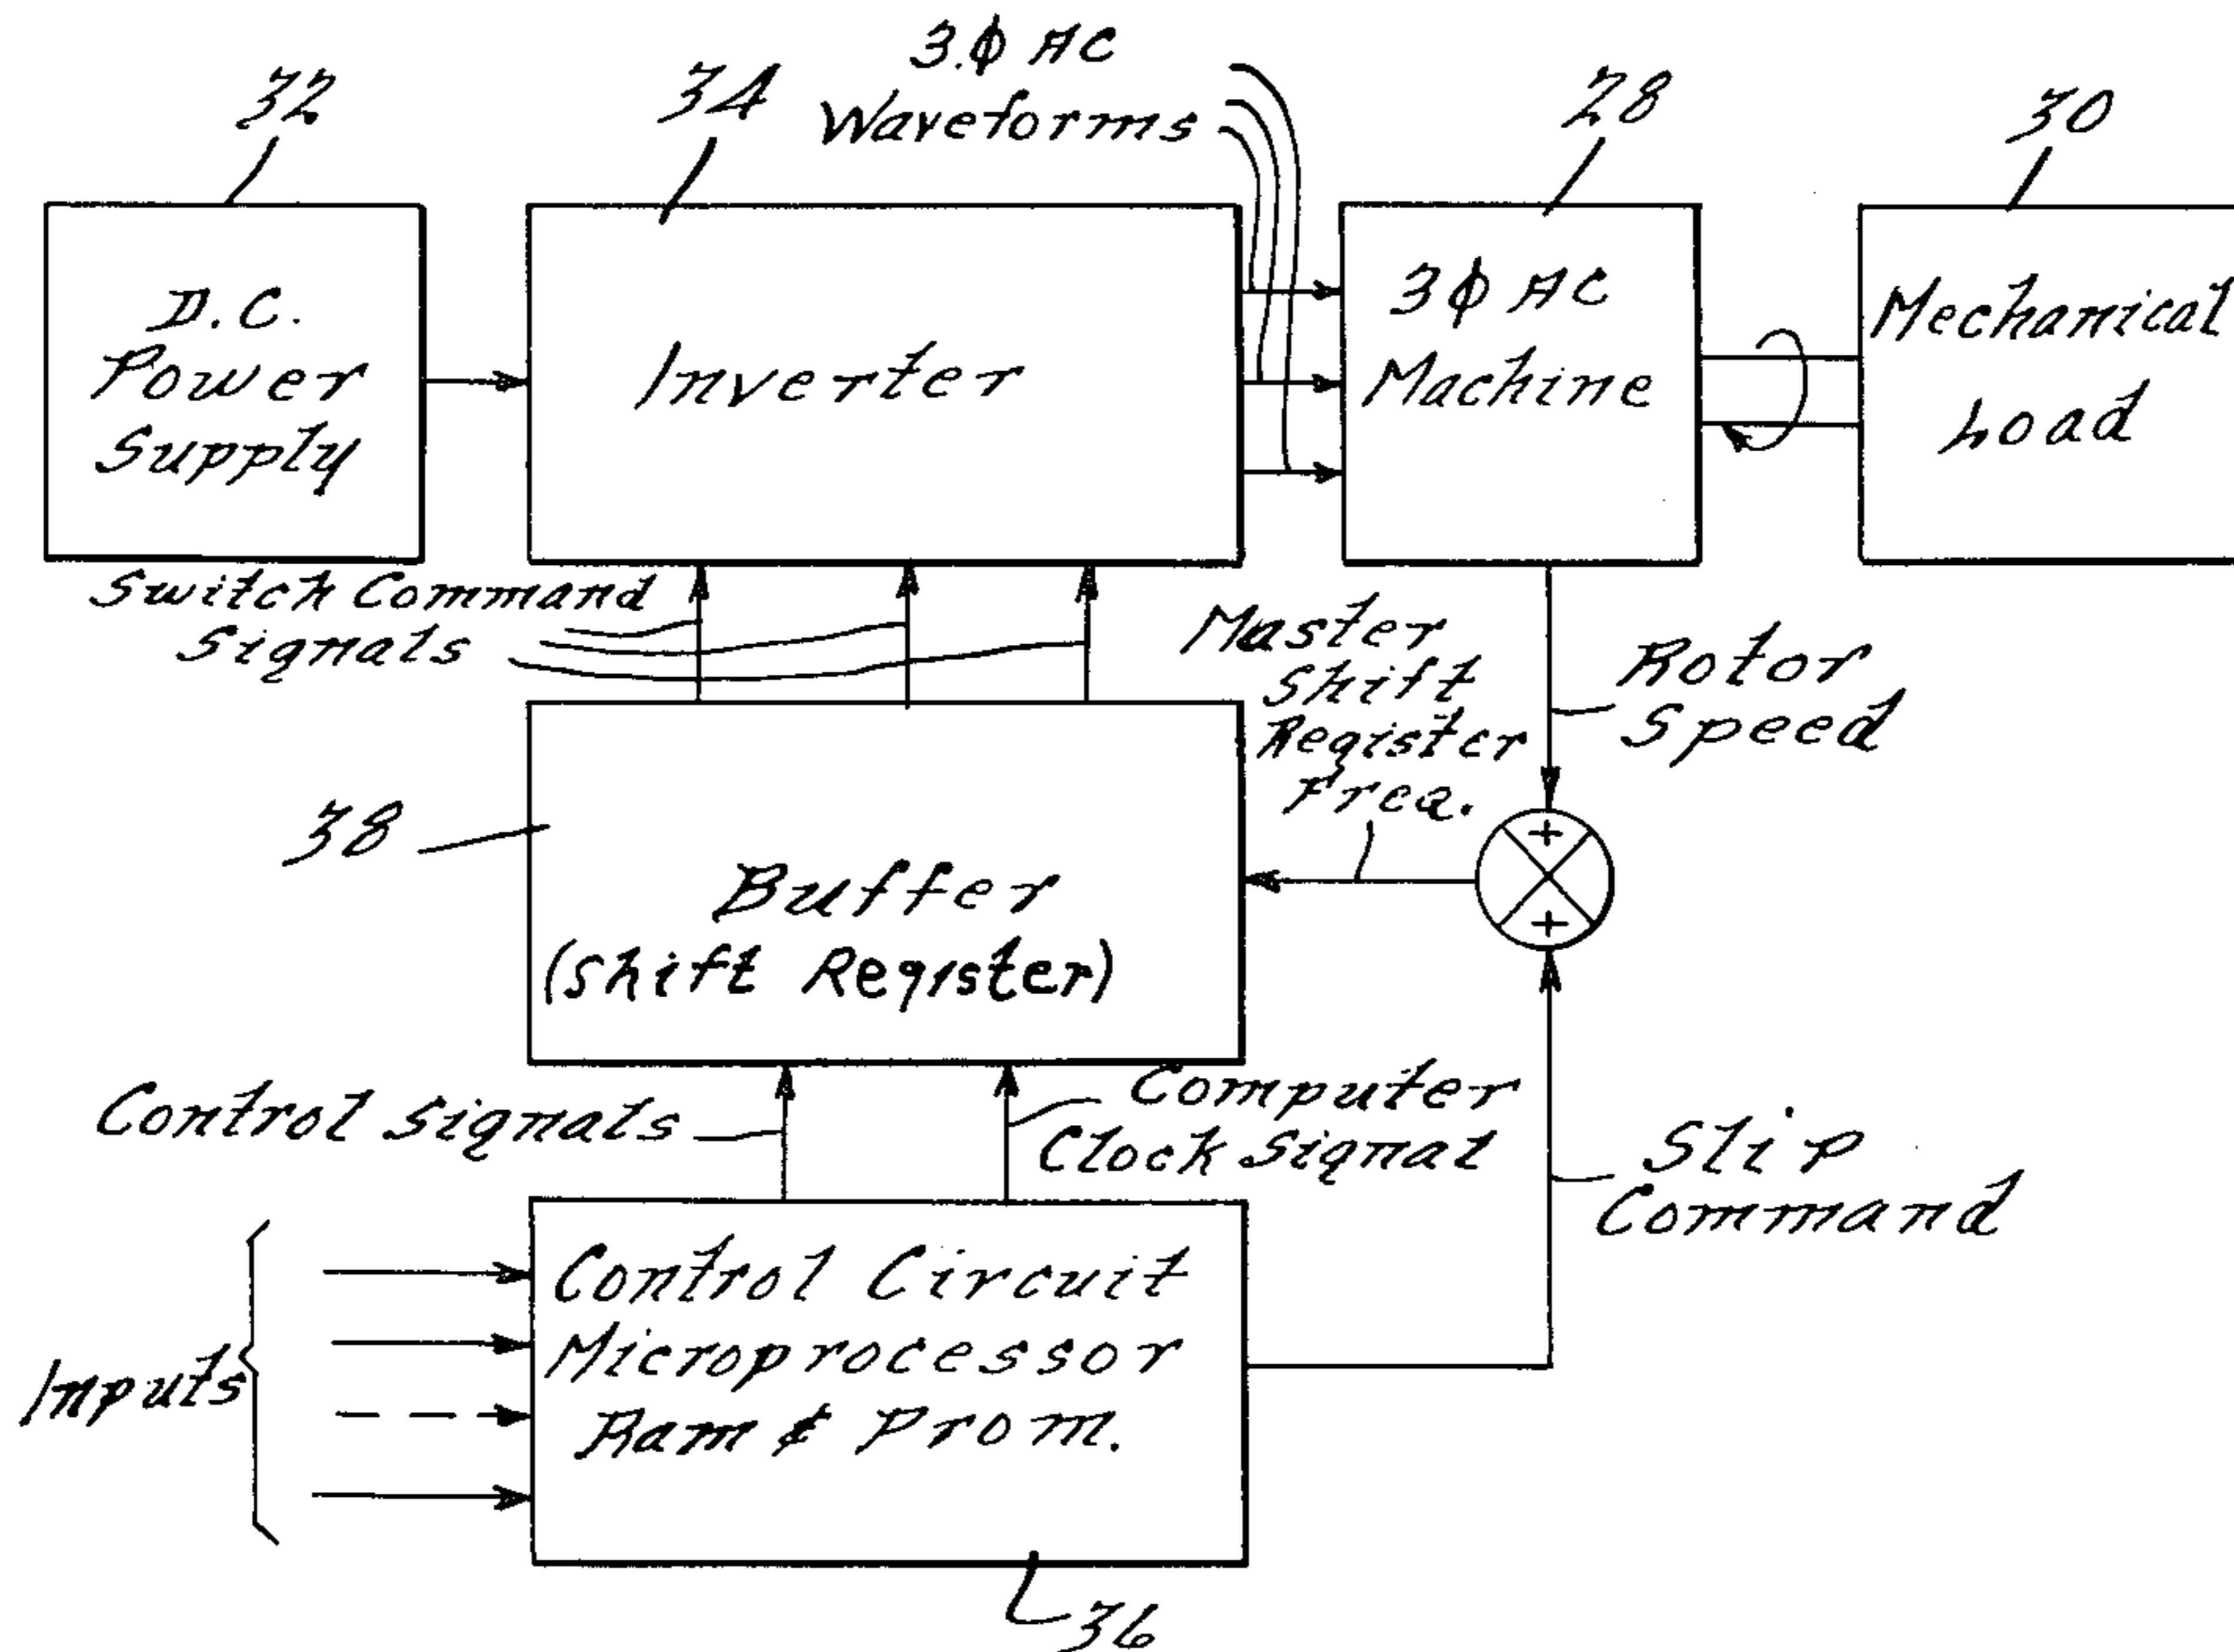 3.ϕ AC
Waveforms
32
34
28
30
D.C.
Power
Supply
Inverter
3ϕ AC
Machine
Mechanical
Load
Switch Command
Signals
Master
Shift
Register
Freq.
Rotor
Speed
38
Buffer
(Shift Register)
+
+
Control Signals
Computer
Clock Signal
Slip
Command
Inputs
Control Circuit
Microprocessor
Ram & Prom.
36